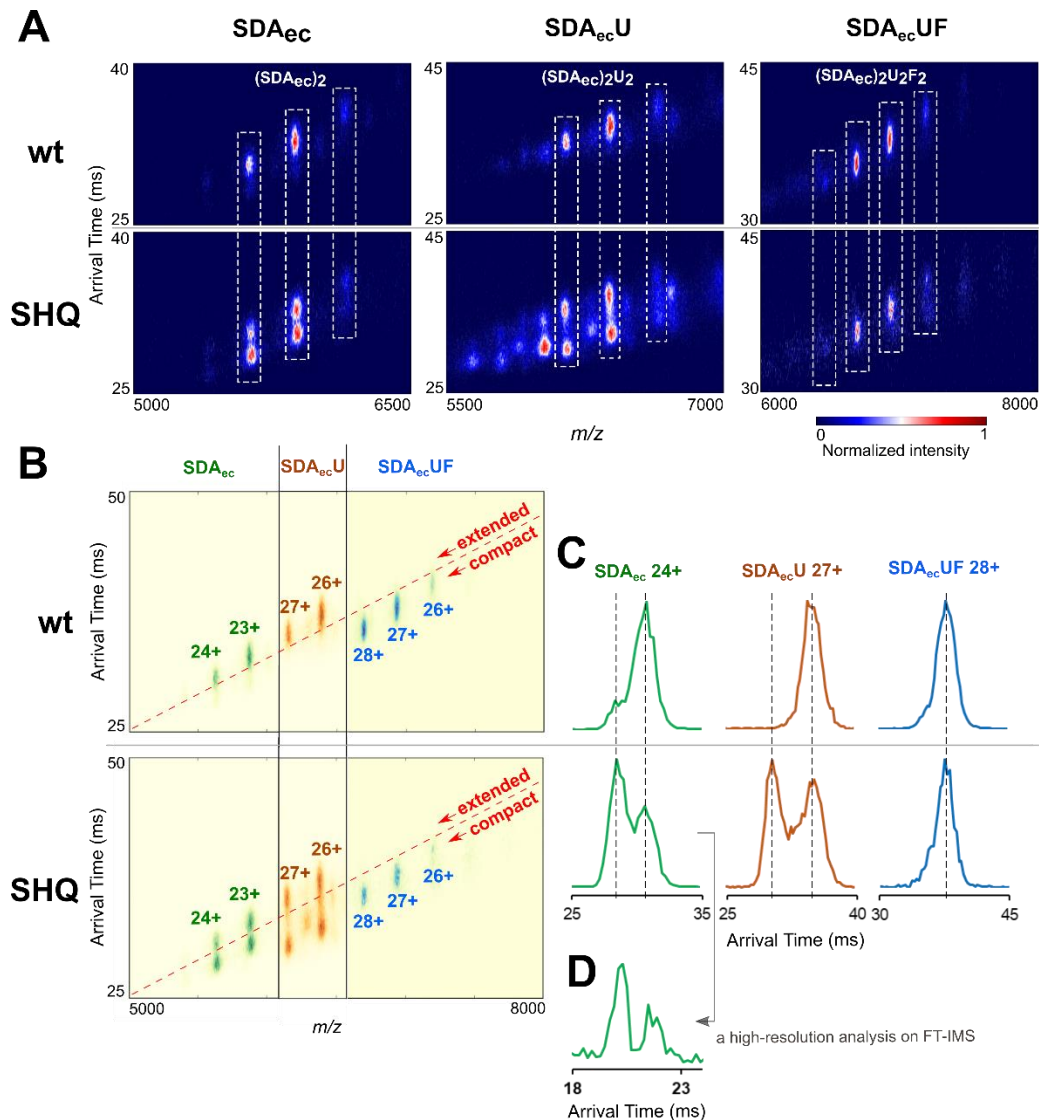 A
SDAec
SDAecU
SDAecUF
40
45
45
(SDAec)2
(SDAec)2U2
(SDAec)2U2F2
wt
25
25
30
Arrival Time (ms)
40
45
45
SHQ
25
25
30
5000
6500
5500
7000
6000
8000
m/z
0
1
Normalized intensity
B
SDAec
SDAecU
SDAecUF
50
extended
compact
wt
Arrival Time (ms)
24+
23+
27+
26+
28+
27+
26+
25
50
extended
compact
SHQ
Arrival Time (ms)
24+
23+
27+
26+
28+
27+
26+
25
5000
8000
m/z
C
SDAec 24+
SDAecU 27+
SDAecUF 28+
25
35
25
40
30
45
Arrival Time (ms)
D
a high-resolution analysis on FT-IMS
18
23
Arrival Time (ms)